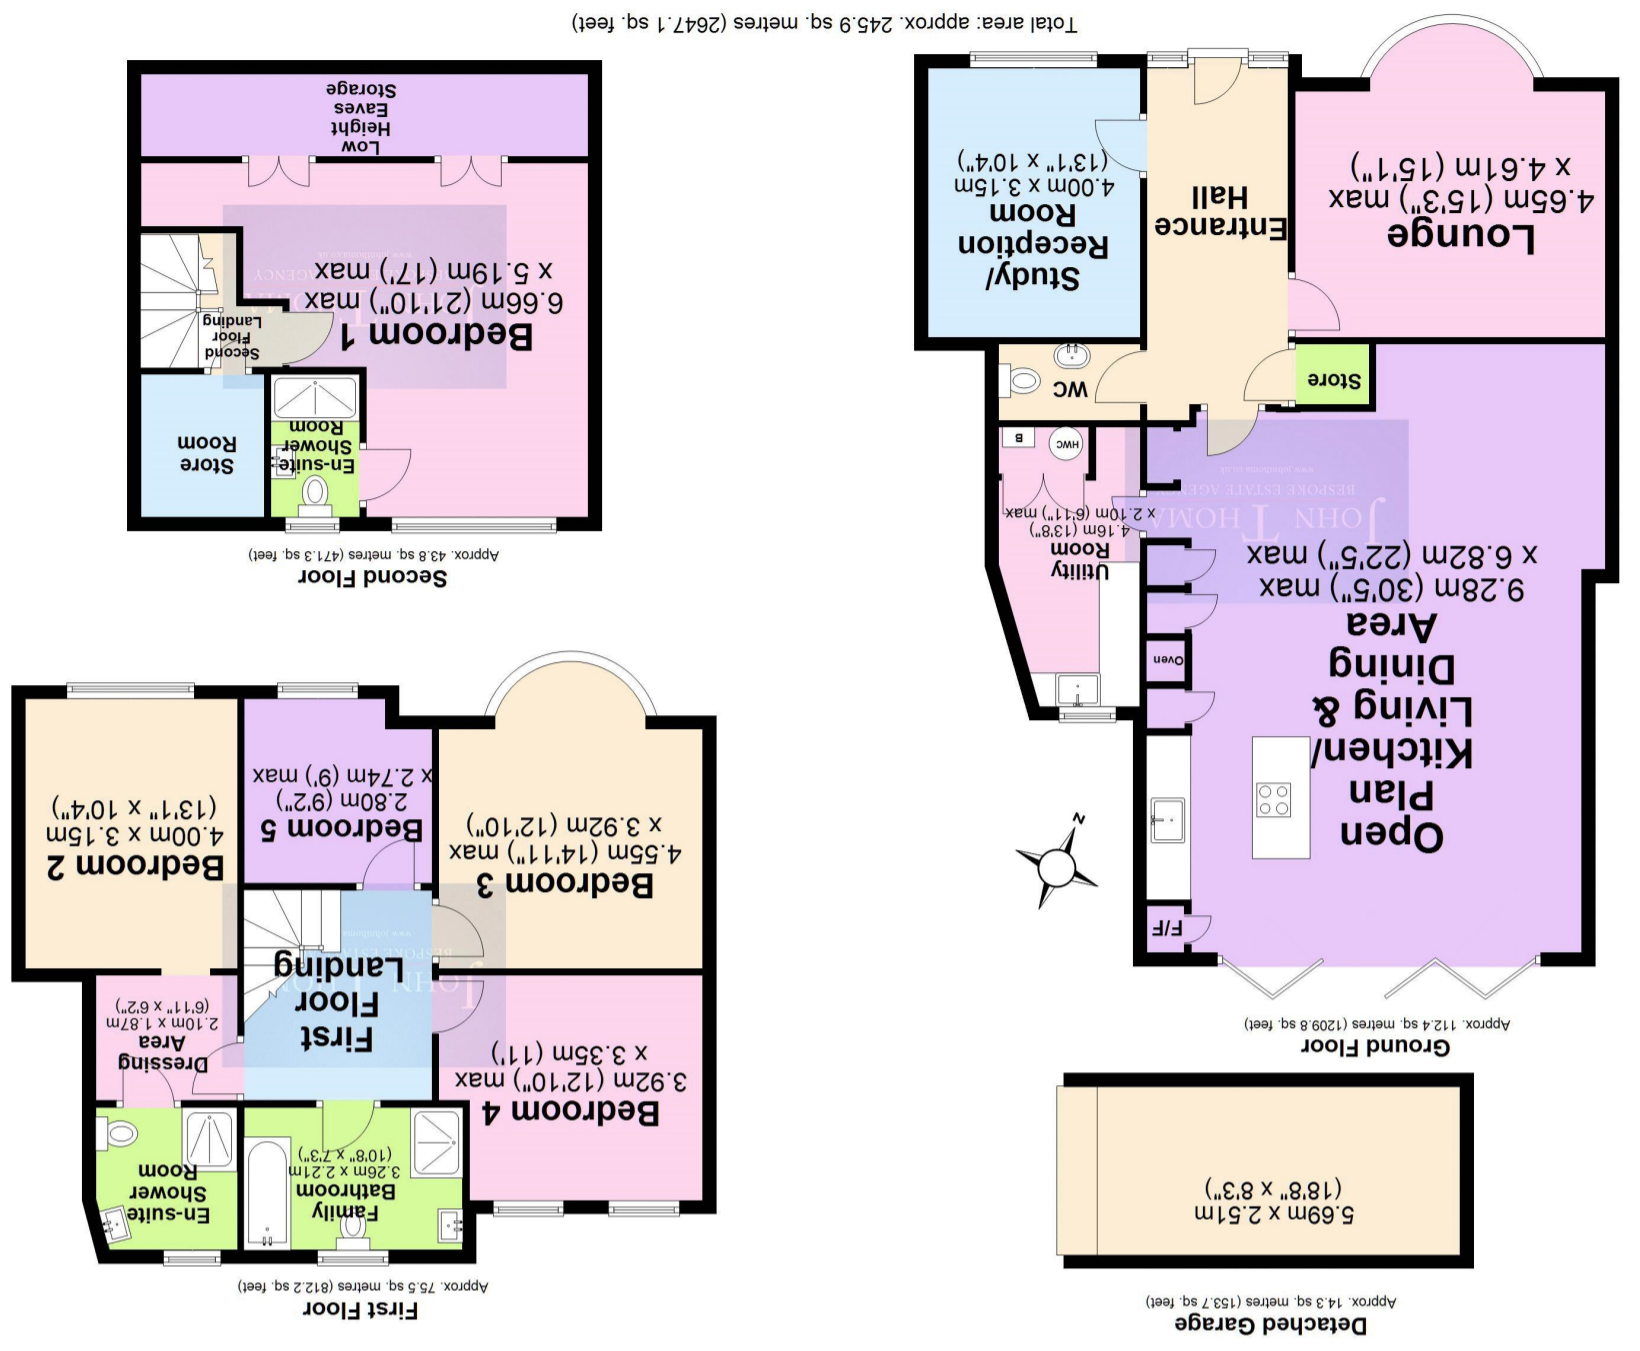 Detached Garage
Approx. 14.3 sq. metres (153.7 sq. feet)
5.69m x 2.51m
(18'8" x 8'3")
Ground Floor
Approx. 112.4 sq. metres (1209.8 sq. feet)
F/F
Open
Plan
Kitchen/
Living &
Dining
Area
9.28m (30'5") max
x 6.82m (22'5") max
Oven
N
Utility
Room
4.16m (13'8")
x 2.10m (6'11") max
HWC
B
JOHN THOMA
BESPOKE ESTATE AGENCY
Store
WC
Lounge
4.65m (15'3") max
x 4.61m (15'1")
Entrance
Hall
Study/
Reception
Room
4.00m x 3.15m
(13'1" x 10'4")
First Floor
Approx. 75.5 sq. metres (812.2 sq. feet)
Family
Bathroom
3.26m x 2.21m
(10'8" x 7'3")
En-suite
Shower
Room
Bedroom 4
3.92m (12'10") max
x 3.35m (11')
First
Floor
Landing
Dressing
Area
2.10m x 1.87m
(6'11" x 6'2")
JOHN
BESPOKE
Bedroom 3
4.55m (14'11") max
x 3.92m (12'10")
Bedroom 5
2.80m (9'2")
x 2.74m (9') max
Bedroom 2
4.00m x 3.15m
(13'1" x 10'4")
Second Floor
Approx. 43.8 sq. metres (471.3 sq. feet)
En-suite
Shower
Room
Store
Room
Bedroom 1
6.66m (21'10") max
x 5.19m (17') max
Second
Floor
Landing
Low
Height
Eaves
Storage
Total area: approx. 245.9 sq. metres (2647.1 sq. feet)